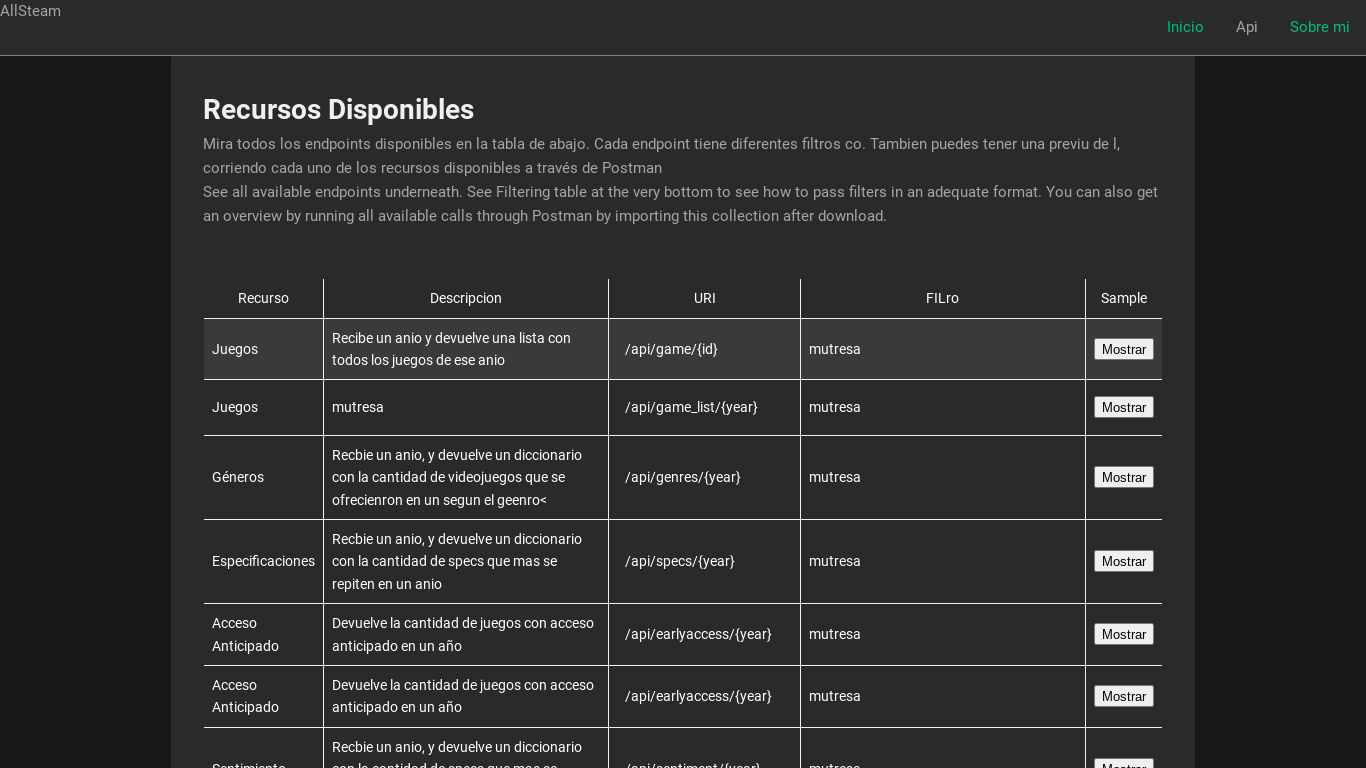 AllSteam
Inicio
Api
Sobre mi
Recursos Disponibles
Mira todos los endpoints disponibles en la tabla de abajo. Cada endpoint tiene diferentes filtros co. Tambien puedes tener una previu de l,
corriendo cada uno de los recursos disponibles a través de Postman
See all available endpoints underneath. See Filtering table at the very bottom to see how to pass filters in an adequate format. You can also get
an overview by running all available calls through Postman by importing this collection after download.
Recurso
Descripcion
URI
FILro
Sample
Juegos
Recibe un anio y devuelve una lista con
todos los juegos de ese anio
/api/game/{id}
mutresa
Mostrar
Juegos
mutresa
/api/game_list/{year}
mutresa
Mostrar
Géneros
Recbie un anio, y devuelve un diccionario
con la cantidad de videojuegos que se
ofrecienron en un segun el geenro<
/api/genres/{year}
mutresa
Mostrar
Especificaciones
Recbie un anio, y devuelve un diccionario
con la cantidad de specs que mas se
repiten en un anio
/api/specs/{year}
mutresa
Mostrar
Acceso
Anticipado
Devuelve la cantidad de juegos con acceso
anticipado en un año
/api/earlyaccess/{year}
mutresa
Mostrar
Acceso
Anticipado
Devuelve la cantidad de juegos con acceso
anticipado en un año
/api/earlyaccess/{year}
mutresa
Mostrar
Sentimiento
Recbie un anio, y devuelve un diccionario
con la cantidad de specs que mas se
/api/sentiment/{year}
mutresa
Mostrar